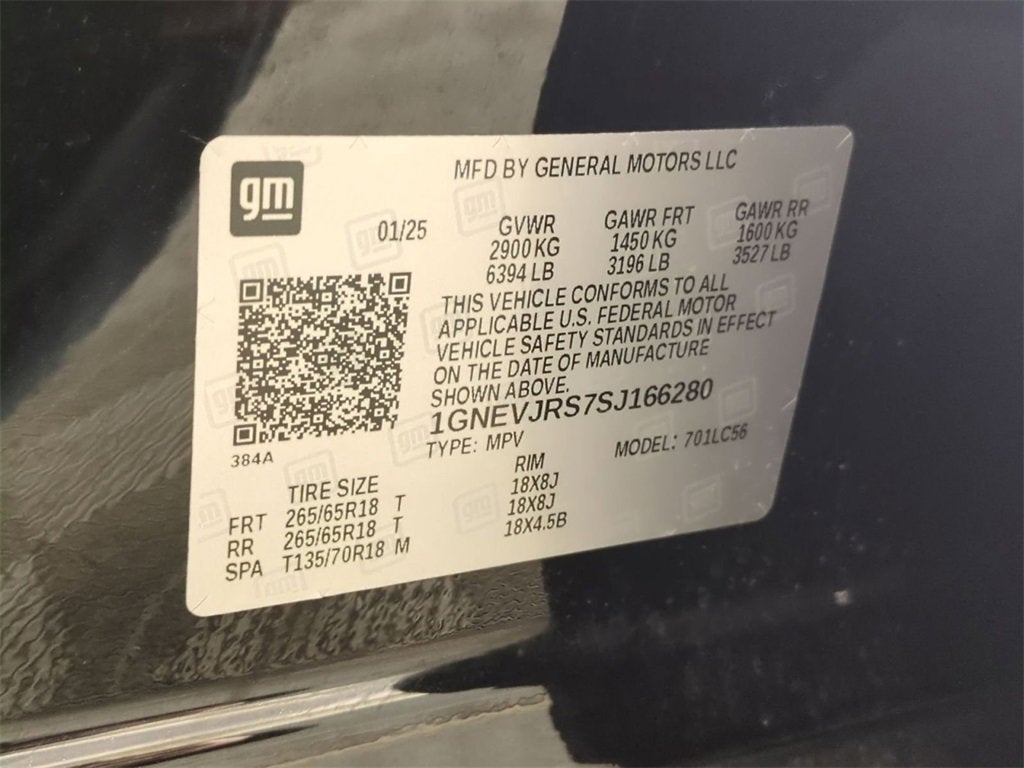 gm
MFD BY GENERAL MOTORS LLC
01/25 GVWR GAWR FRT GAWR RR
2900 KG 1450 KG 1600 KG
6394 LB 3196 LB 3527 LB
THIS VEHICLE CONFORMS TO ALL
APPLICABLE U.S. FEDERAL MOTOR
VEHICLE SAFETY STANDARDS IN EFFECT
ON THE DATE OF MANUFACTURE
SHOWN ABOVE.
1GNEVJRS7SJ166280
TYPE: MPV MODEL: 701LC56
384A
TIRE SIZE RIM
FRT 265/65R18 T 18X8J
RR 265/65R18 T 18X8J
SPA T135/70R18 M 18X4.5B